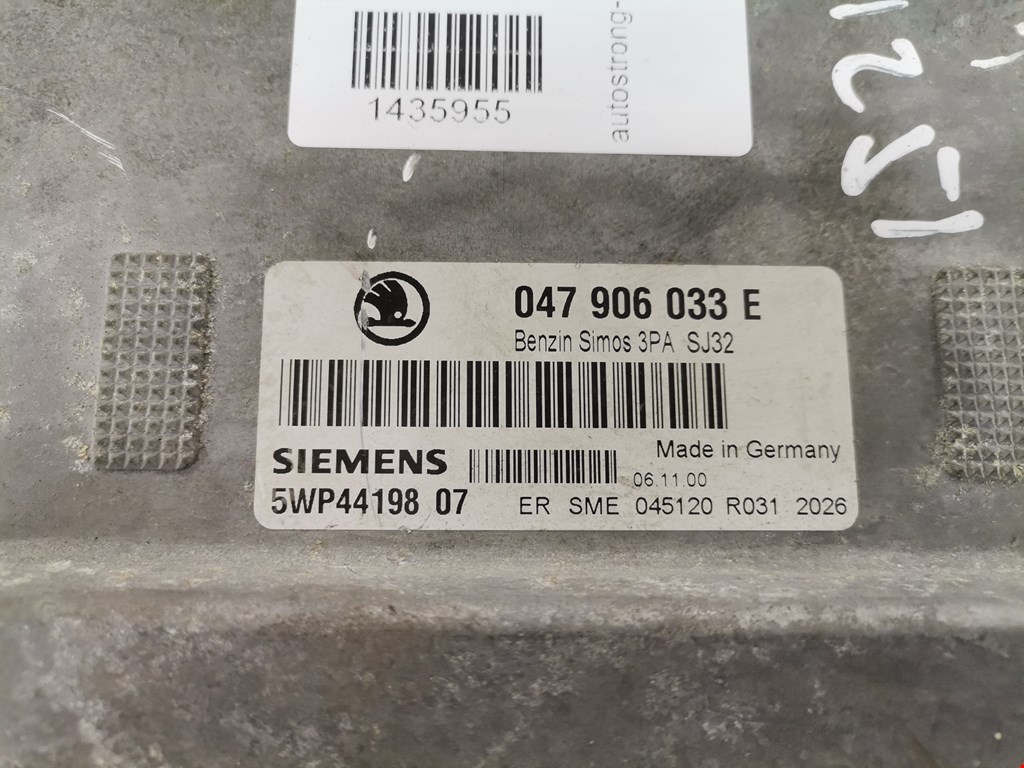 1435955
autostrong-
047 906 033 E
Benzin Simos 3PA SJ32
Made in Germany
SIEMENS
06.11.00
5WP44198 07
ER SME 045120 R031 2026